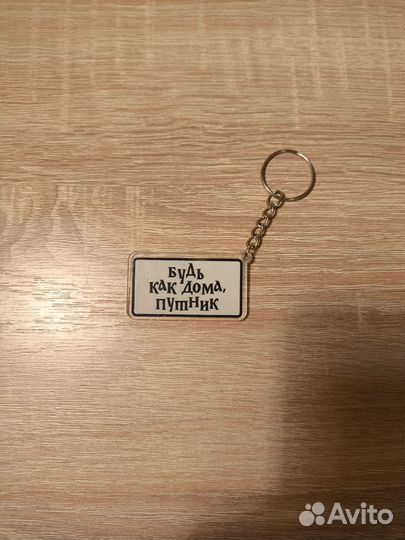 Будь
как дома,
путник
Avito